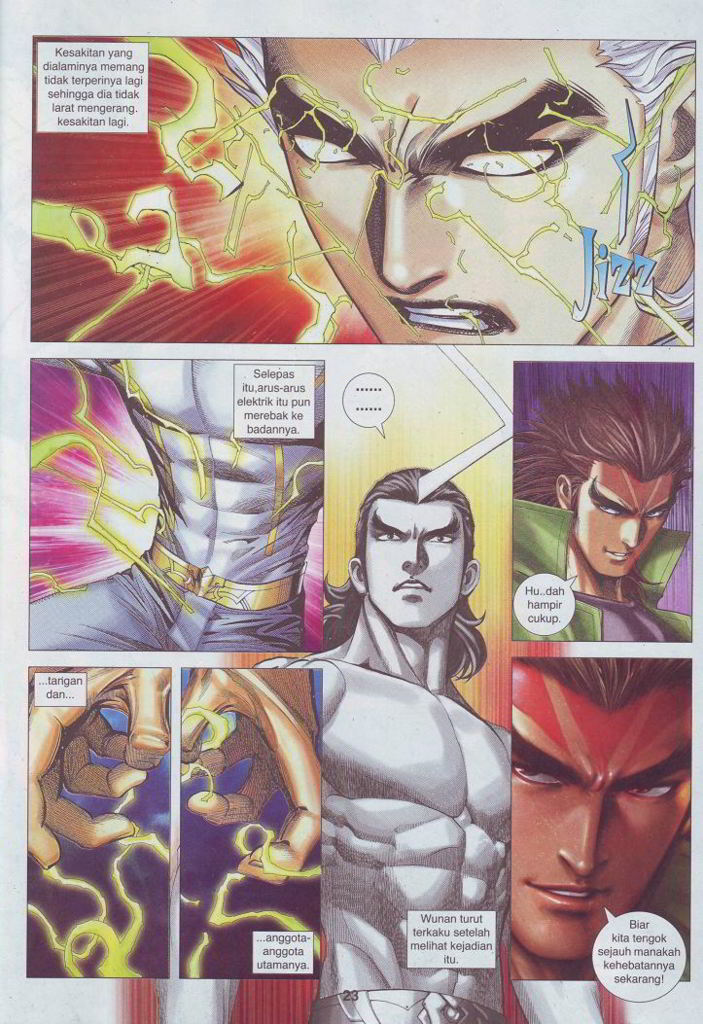 Kesakitan yang
dialaminya memang
tidak terperinya lagi
sehingga dia tidak
larat mengerang.
kesakitan lagi.
Jizz
Selepas
itu,arus-arus
elektrik itu pun
merebak ke
badannya.
......
......
Hu..dah
hampir
cukup.
...tangan
dan...
...anggota-
anggota
utamanya.
Wunan turut
terkaku setelah
melihat kejadian
itu.
Biar
kita tengok
sejauh manakah
kehebatannya
sekarang!
23